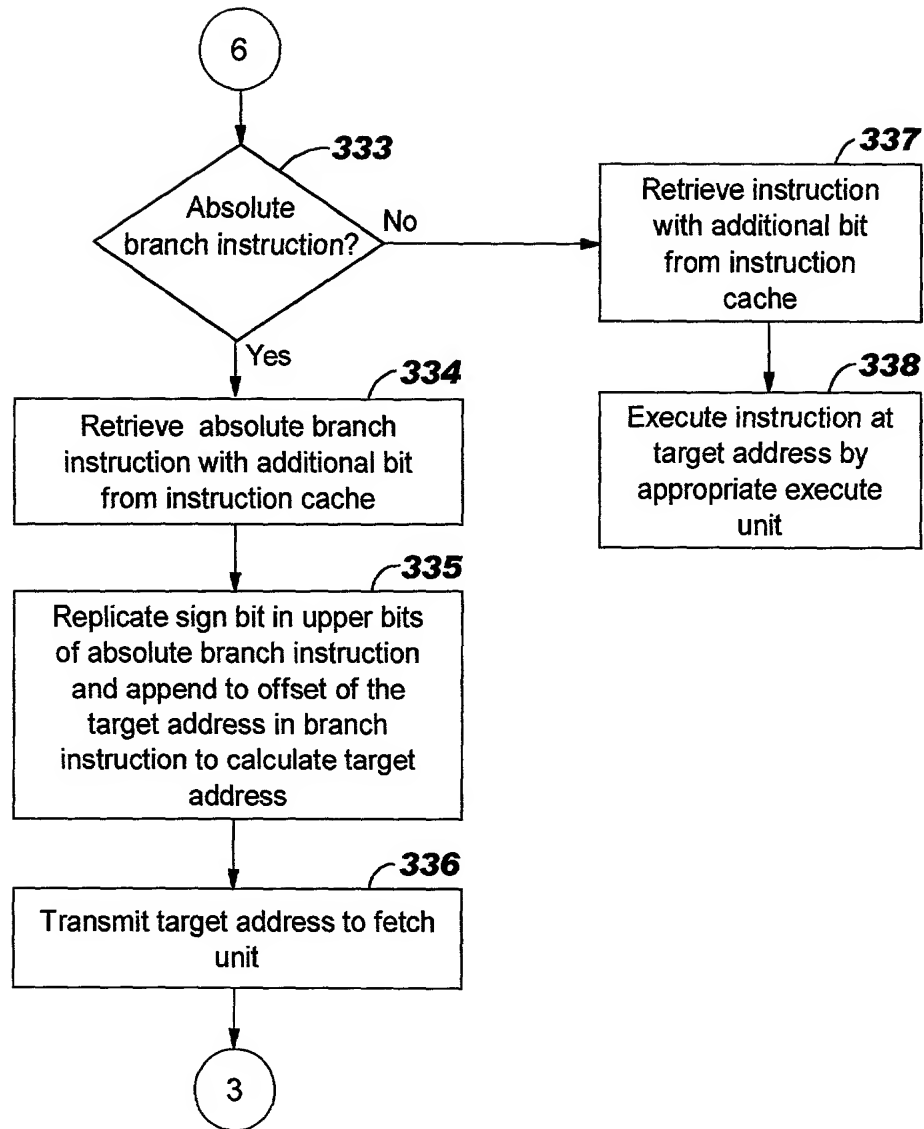 6
333
Absolute
branch instruction?
No
Yes
334
Retrieve absolute branch
instruction with additional bit
from instruction cache
335
Replicate sign bit in upper bits
of absolute branch instruction
and append to offset of the
target address in branch
instruction to calculate target
address
336
Transmit target address to fetch
unit
3
337
Retrieve instruction
with additional bit
from instruction
cache
338
Execute instruction at
target address by
appropriate execute
unit